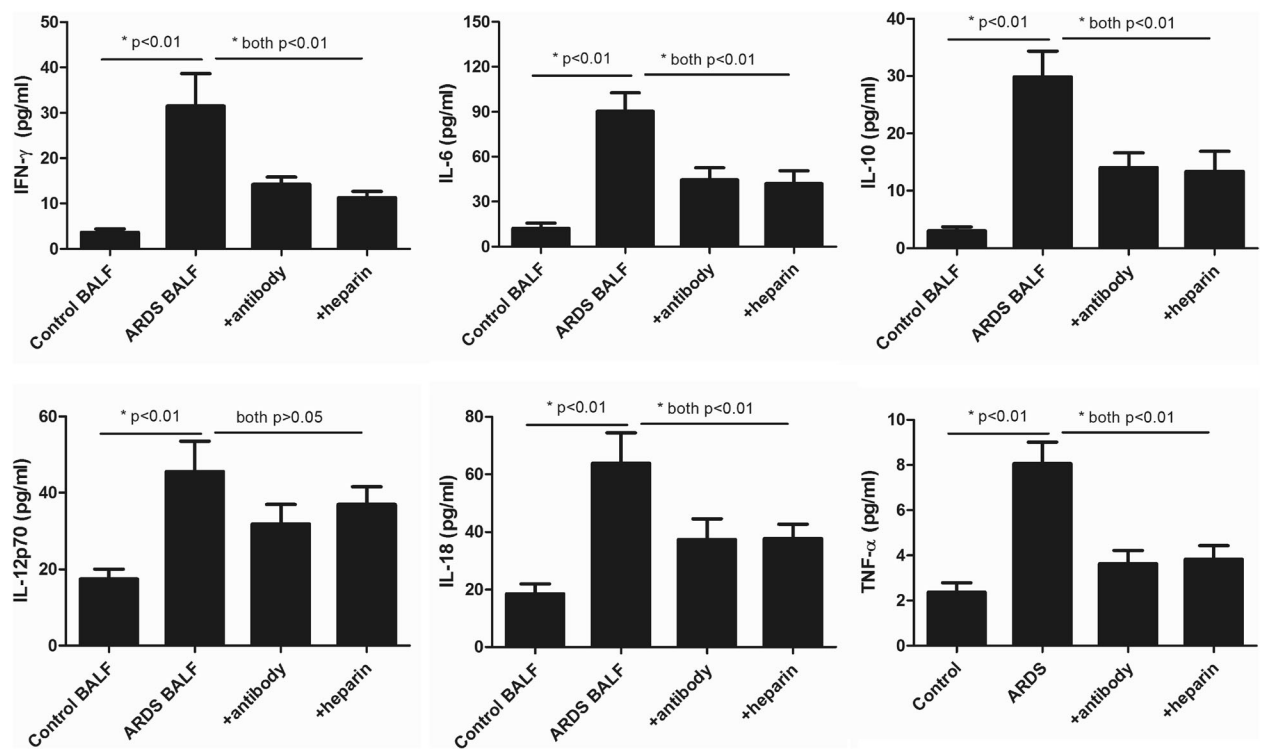 IFN-γ (pg/ml)
50
40
30
20
10
0
* p<0.01
* both p<0.01
Control BALF
ARDS BALF
+antibody
+heparin
IL-6 (pg/ml)
150
120
90
60
30
0
* p<0.01
* both p<0.01
Control BALF
ARDS BALF
+antibody
+heparin
IL-10 (pg/ml)
40
30
20
10
0
* p<0.01
* both p<0.01
Control BALF
ARDS BALF
+antibody
+heparin
IL-12p70 (pg/ml)
60
40
20
0
* p<0.01
both p>0.05
Control BALF
ARDS BALF
+antibody
+heparin
IL-18 (pg/ml)
80
60
40
20
0
* p<0.01
* both p<0.01
Control BALF
ARDS BALF
+antibody
+heparin
TNF-α (pg/ml)
10
8
6
4
2
0
* p<0.01
* both p<0.01
Control
ARDS
+antibody
+heparin